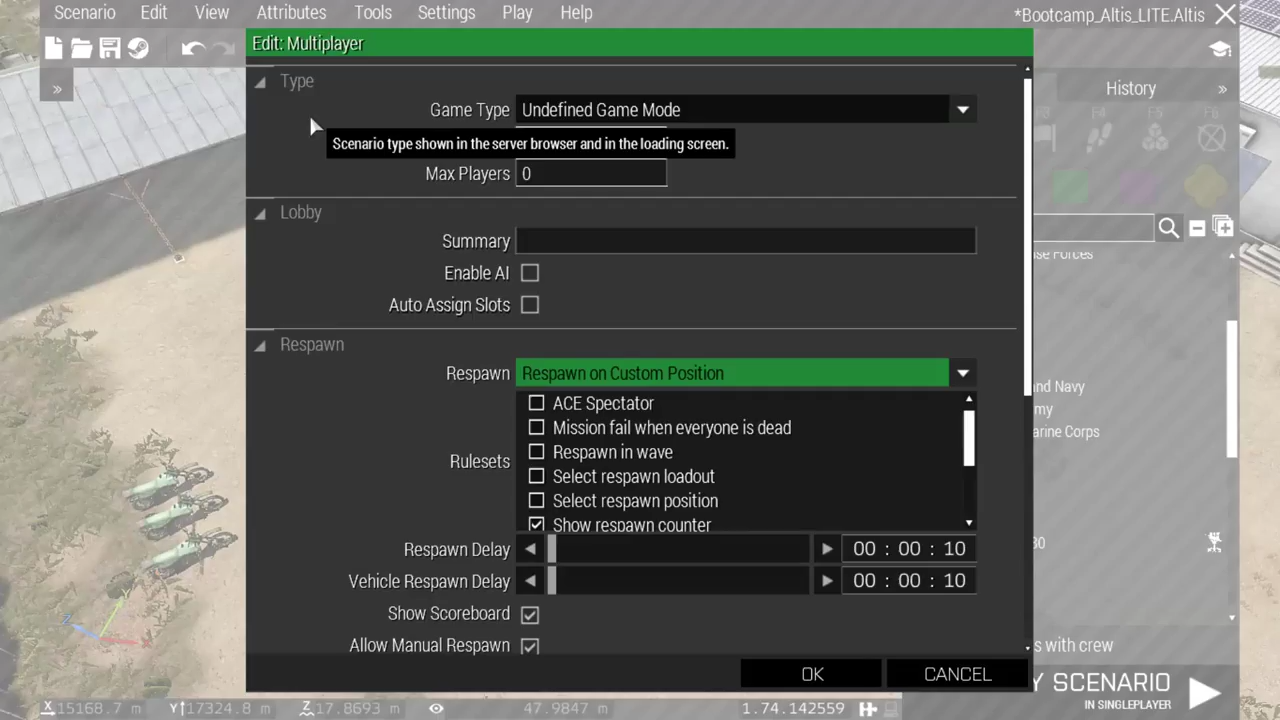 Scenario Edit View Attributes Tools Settings Play Help *Bootcamp_Altis_LITE.Altis
Edit: Multiplayer
Type
History
Game Type Undefined Game Mode
Scenario type shown in the server browser and in the loading screen.
Max Players 0
Lobby
Summary
Enable AI
Auto Assign Slots
Respawn
Respawn Respawn on Custom Position
ACE Spectator
Mission fail when everyone is dead
Respawn in wave
Rulesets
Select respawn loadout
Select respawn position
Show respawn counter
Respawn Delay 00 : 00 : 10
Vehicle Respawn Delay 00 : 00 : 10
Show Scoreboard
Allow Manual Respawn
s with crew
OK CANCEL
Y SCENARIO
IN SINGLEPLAYER
X 15168.7 m Y 17324.8 m Z 17.8693 m 47.9847 m 1.74.142559